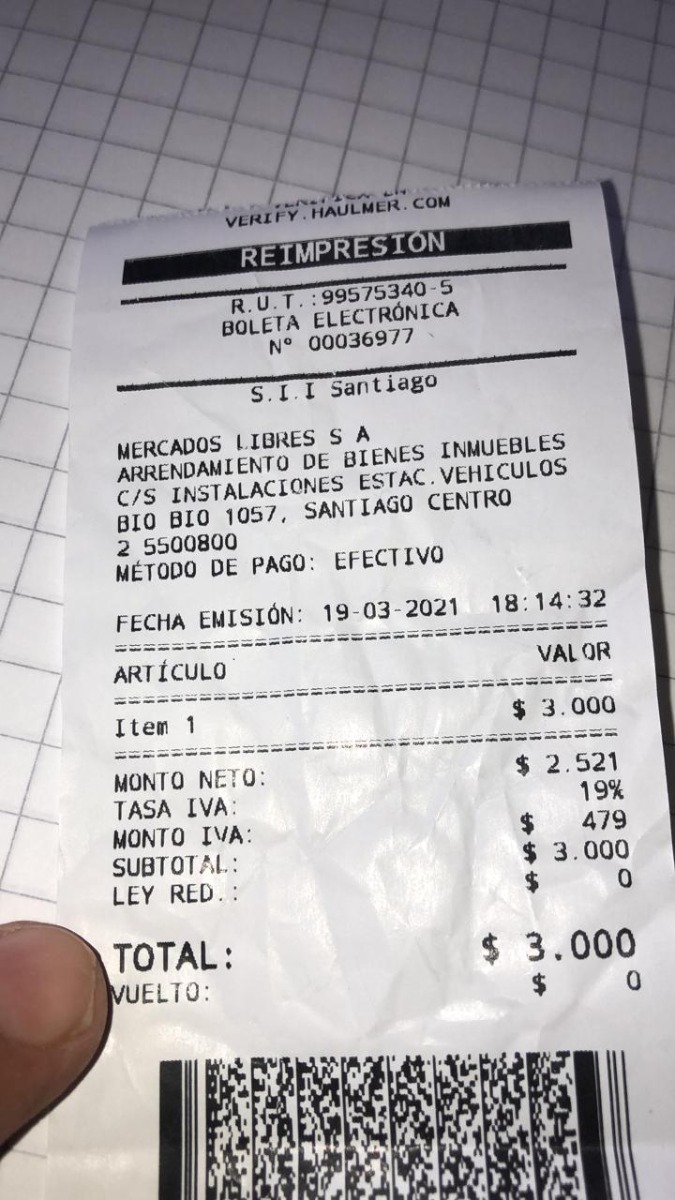 VERIFY.HAULMER.COM
REIMPRESIÓN
R.U.T.:99575340-5
BOLETA ELECTRÓNICA
Nº 00036977
S.I.I Santiago
MERCADOS LIBRES S A
ARRENDAMIENTO DE BIENES INMUEBLES
C/S INSTALACIONES ESTAC.VEHICULOS
BIO BIO 1057, SANTIAGO CENTRO
2 5500800
MÉTODO DE PAGO: EFECTIVO
FECHA EMISIÓN: 19-03-2021 18:14:32
ARTÍCULO VALOR
Item 1 $ 3.000
MONTO NETO: $ 2.521
TASA IVA: 19%
MONTO IVA: $ 479
SUBTOTAL: $ 3.000
LEY RED.: $ 0
TOTAL: $ 3.000
VUELTO: $ 0